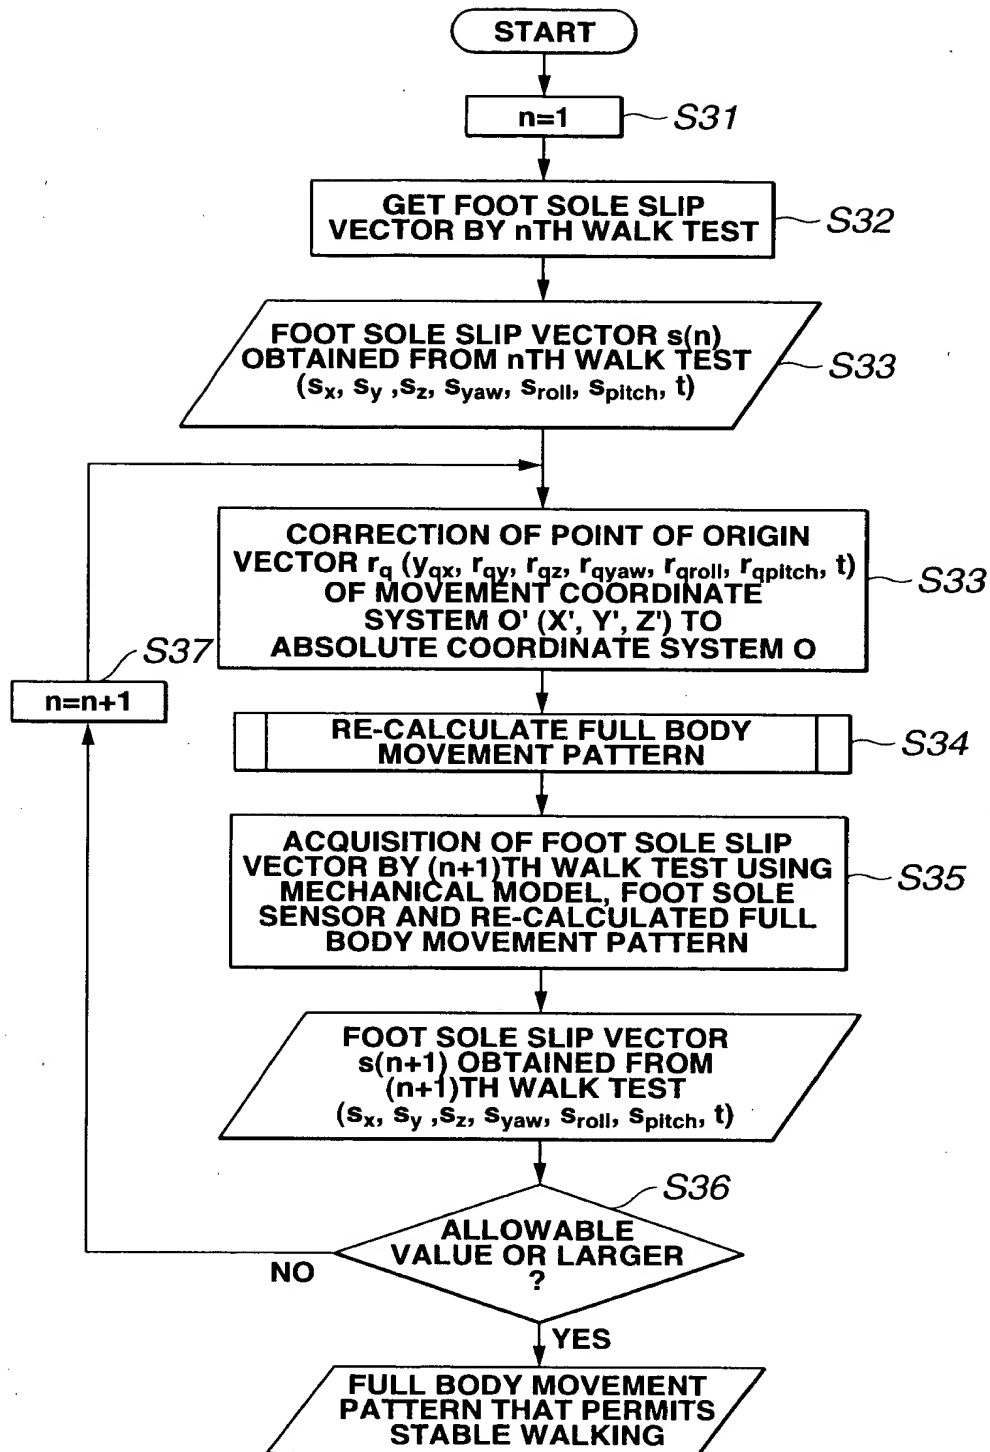 START
n=1
S31
GET FOOT SOLE SLIP
VECTOR BY nTH WALK TEST
S32
FOOT SOLE SLIP VECTOR s(n)
OBTAINED FROM nTH WALK TEST
(sx, sy ,sz, syaw, sroll, spitch, t)
S33
CORRECTION OF POINT OF ORIGIN
VECTOR rq (yqx, rqy, rqz, rqyaw, rqroll, rqpitch, t)
OF MOVEMENT COORDINATE
SYSTEM O' (X', Y', Z') TO
ABSOLUTE COORDINATE SYSTEM O
S33
S37
n=n+1
RE-CALCULATE FULL BODY
MOVEMENT PATTERN
S34
ACQUISITION OF FOOT SOLE SLIP
VECTOR BY (n+1)TH WALK TEST USING
MECHANICAL MODEL, FOOT SOLE
SENSOR AND RE-CALCULATED FULL
BODY MOVEMENT PATTERN
S35
FOOT SOLE SLIP VECTOR
s(n+1) OBTAINED FROM
(n+1)TH WALK TEST
(sx, sy ,sz, syaw, sroll, spitch, t)
S36
ALLOWABLE
VALUE OR LARGER
?
NO
YES
FULL BODY MOVEMENT
PATTERN THAT PERMITS
STABLE WALKING